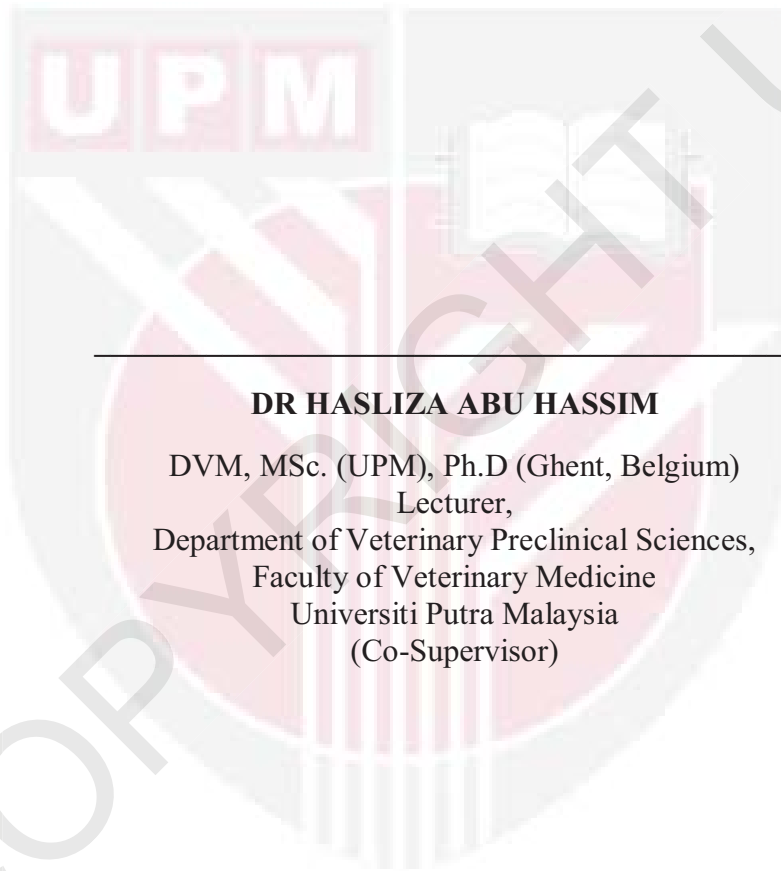 UPM
DR HASLIZA ABU HASSIM
DVM, MSc. (UPM), Ph.D (Ghent, Belgium)
Lecturer,
Department of Veterinary Preclinical Sciences,
Faculty of Veterinary Medicine
Universiti Putra Malaysia
(Co-Supervisor)
OPYRIGHT U